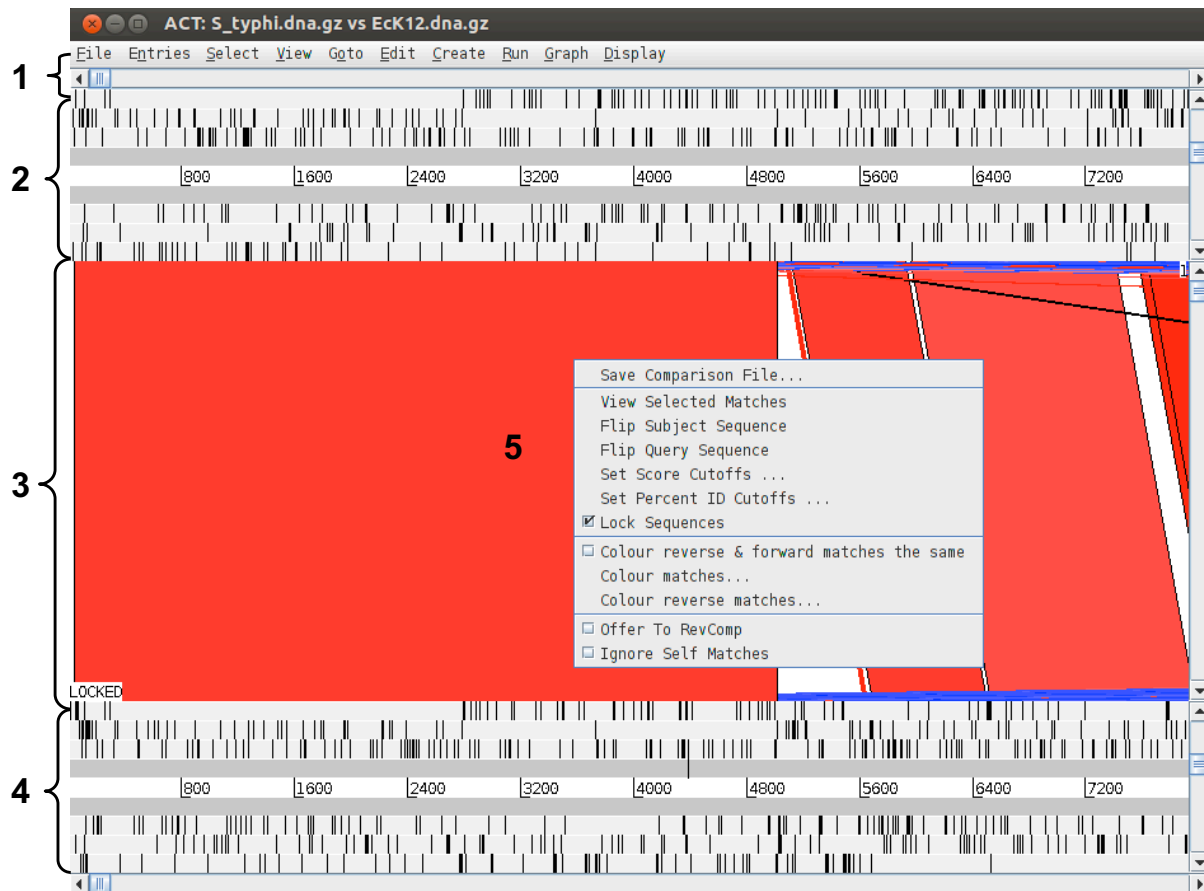 ACT: S_typhi.dna.gz vs EcK12.dna.gz
File Entries Select View Goto Edit Create Run Graph Display
1
2
800 1600 2400 3200 4000 4800 5600 6400 7200
3
1
5
Save Comparison File...
View Selected Matches
Flip Subject Sequence
Flip Query Sequence
Set Score Cutoffs ...
Set Percent ID Cutoffs ...
Lock Sequences
Colour reverse & forward matches the same
Colour matches...
Colour reverse matches...
Offer To RevComp
Ignore Self Matches
LOCKED
4
800 1600 2400 3200 4000 4800 5600 6400 7200